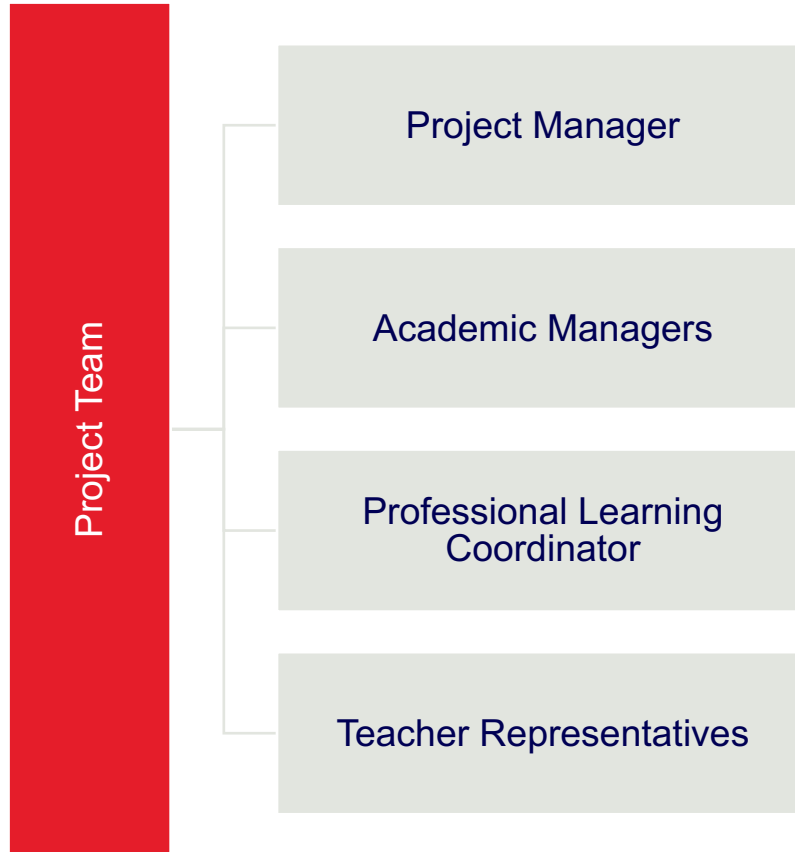 Project Team
Project Manager
Academic Managers
Professional Learning
Coordinator
Teacher Representatives